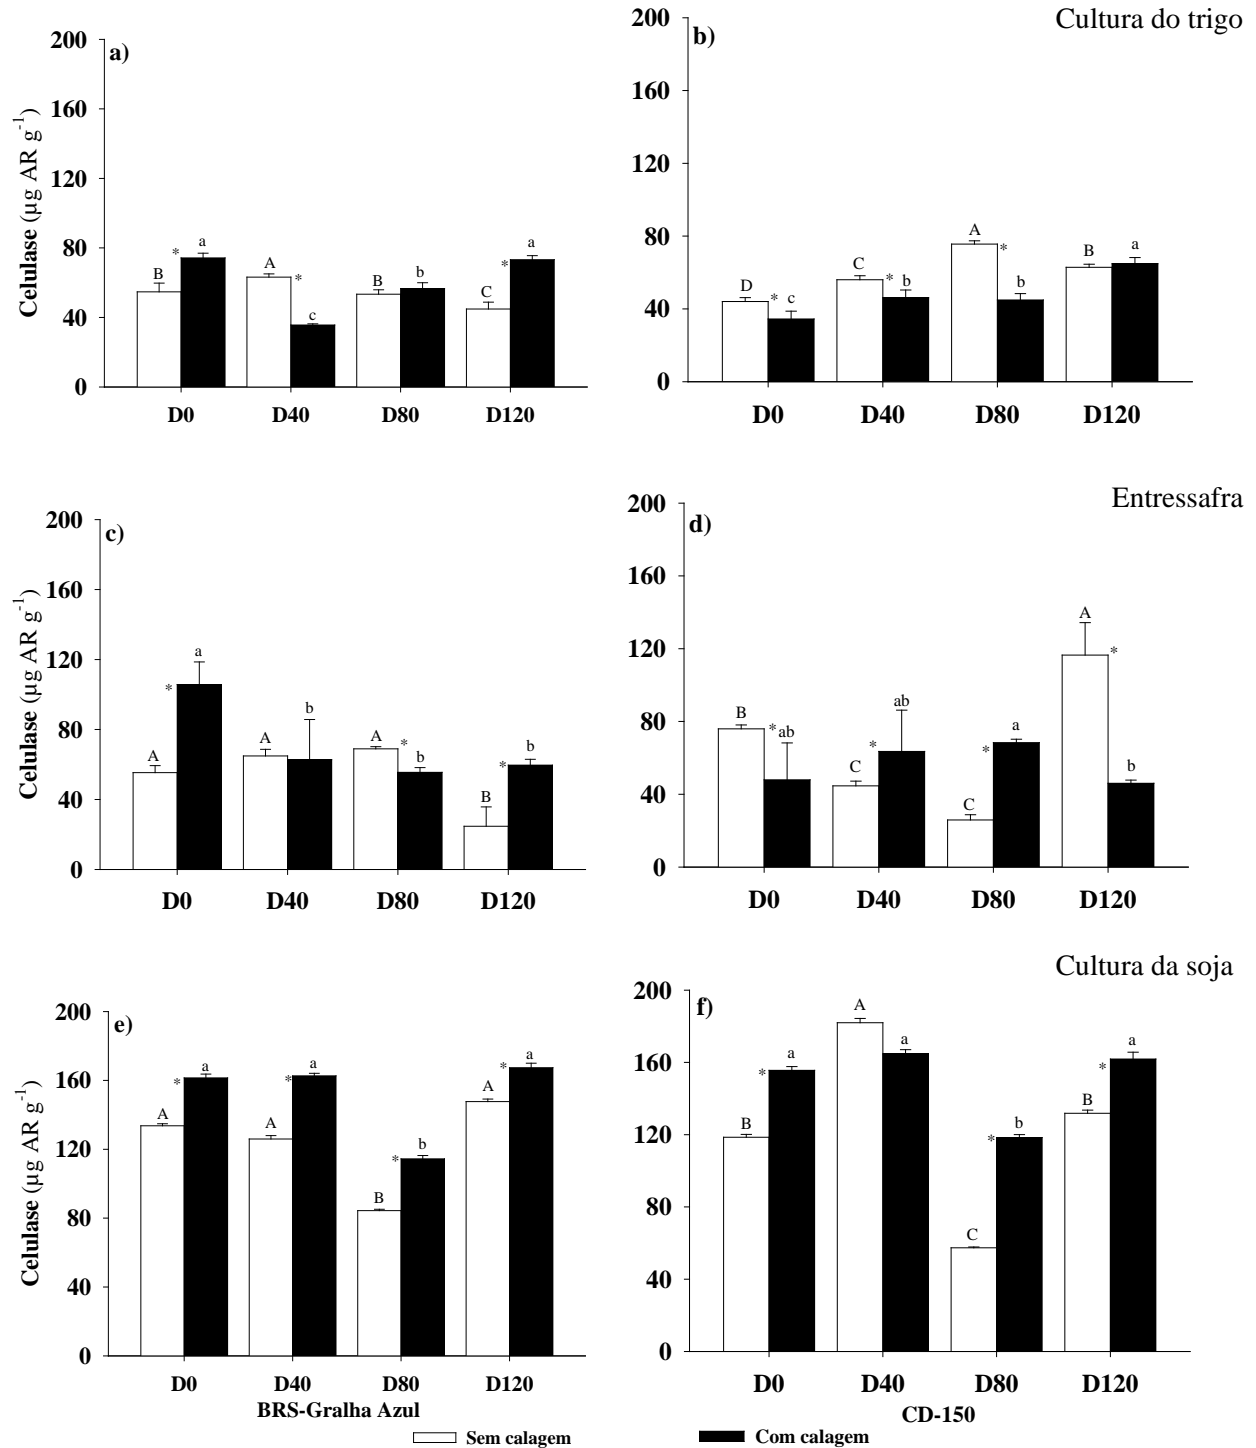 Cultura do trigo
a)
Celulase (µg AR g-1)
200
160
120
80
40
0
B
*
a
A
*
c
B
b
C
*
a
D0
D40
D80
D120
b)
200
160
120
80
40
0
D
*
c
C
*
b
A
*
b
B
a
D0
D40
D80
D120
Entressafra
c)
Celulase (µg AR g-1)
200
160
120
80
40
0
A
*
a
A
b
A
*
b
B
*
b
D0
D40
D80
D120
d)
200
160
120
80
40
0
B
*
ab
C
*
ab
C
*
a
A
*
b
D0
D40
D80
D120
Cultura da soja
e)
Celulase (µg AR g-1)
200
160
120
80
40
0
A
*
a
A
*
a
B
*
b
A
*
a
D0
D40
D80
D120
BRS-Gralha Azul
f)
200
160
120
80
40
0
B
*
a
A
a
C
*
b
B
*
a
D0
D40
D80
D120
CD-150
Sem calagem
Com calagem